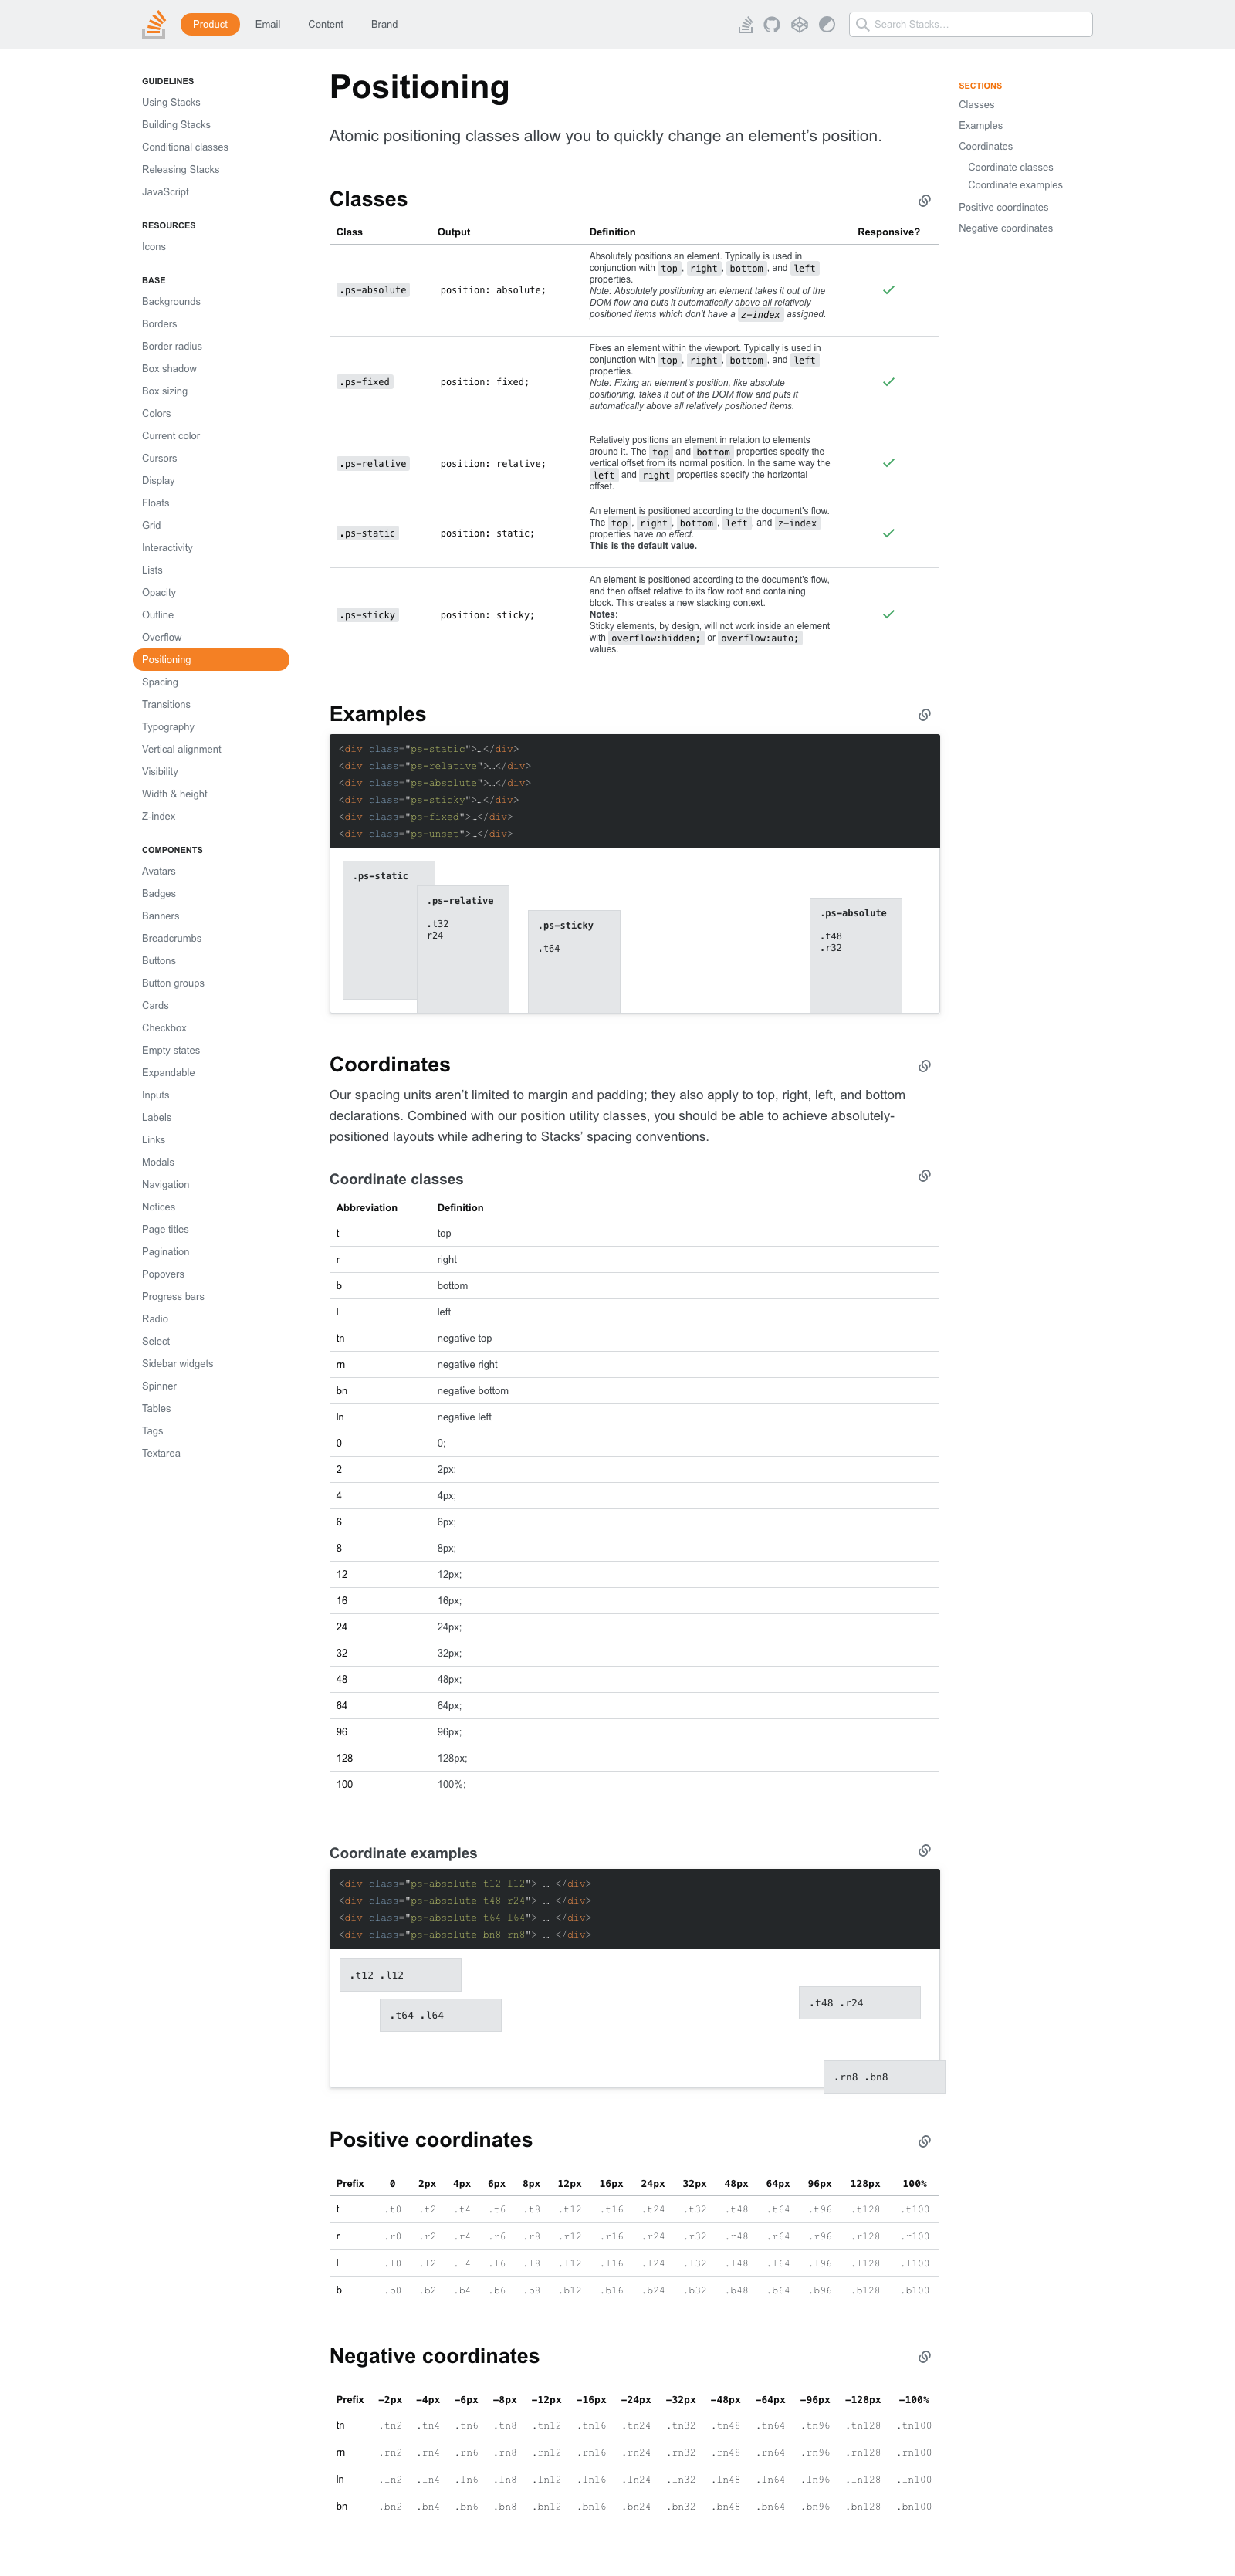 Product Email Content Brand Search Stacks…
GUIDELINES
Using Stacks
Building Stacks
Conditional classes
Releasing Stacks
JavaScript
RESOURCES
Icons
BASE
Backgrounds
Borders
Border radius
Box shadow
Box sizing
Colors
Current color
Cursors
Display
Floats
Grid
Interactivity
Lists
Opacity
Outline
Overflow
Positioning
Spacing
Transitions
Typography
Vertical alignment
Visibility
Width & height
Z-index
COMPONENTS
Avatars
Badges
Banners
Breadcrumbs
Buttons
Button groups
Cards
Checkbox
Empty states
Expandable
Inputs
Labels
Links
Modals
Navigation
Notices
Page titles
Pagination
Popovers
Progress bars
Radio
Select
Sidebar widgets
Spinner
Tables
Tags
Textarea
Positioning
Atomic positioning classes allow you to quickly change an element’s position.
Classes
Class Output Definition Responsive?
.ps-absolute position: absolute;
Absolutely positions an element. Typically is used in
conjunction with top, right, bottom, and left
properties.
Note: Absolutely positioning an element takes it out of the
DOM flow and puts it automatically above all relatively
positioned items which don't have a z-index assigned.
.ps-fixed position: fixed;
Fixes an element within the viewport. Typically is used in
conjunction with top, right, bottom, and left
properties.
Note: Fixing an element's position, like absolute
positioning, takes it out of the DOM flow and puts it
automatically above all relatively positioned items.
.ps-relative position: relative;
Relatively positions an element in relation to elements
around it. The top and bottom properties specify the
vertical offset from its normal position. In the same way the
left and right properties specify the horizontal
offset.
.ps-static position: static;
An element is positioned according to the document's flow.
The top, right, bottom, left, and z-index
properties have no effect.
This is the default value.
.ps-sticky position: sticky;
An element is positioned according to the document's flow,
and then offset relative to its flow root and containing
block. This creates a new stacking context.
Notes:
Sticky elements, by design, will not work inside an element
with overflow:hidden; or overflow:auto;
values.
Examples
<div class="ps-static">…</div>
<div class="ps-relative">…</div>
<div class="ps-absolute">…</div>
<div class="ps-sticky">…</div>
<div class="ps-fixed">…</div>
<div class="ps-unset">…</div>
.ps-static
.ps-relative
.t32
r24
.ps-sticky
.t64
.ps-absolute
.t48
.r32
Coordinates
Our spacing units aren’t limited to margin and padding; they also apply to top, right, left, and bottom
declarations. Combined with our position utility classes, you should be able to achieve absolutely-
positioned layouts while adhering to Stacks’ spacing conventions.
Coordinate classes
Abbreviation Definition
t top
r right
b bottom
l left
tn negative top
rn negative right
bn negative bottom
ln negative left
0 0;
2 2px;
4 4px;
6 6px;
8 8px;
12 12px;
16 16px;
24 24px;
32 32px;
48 48px;
64 64px;
96 96px;
128 128px;
100 100%;
Coordinate examples
<div class="ps-absolute t12 l12"> … </div>
<div class="ps-absolute t48 r24"> … </div>
<div class="ps-absolute t64 l64"> … </div>
<div class="ps-absolute bn8 rn8"> … </div>
.t12 .l12
.t48 .r24
.t64 .l64
.rn8 .bn8
Positive coordinates
Prefix 0 2px 4px 6px 8px 12px 16px 24px 32px 48px 64px 96px 128px 100%
t .t0 .t2 .t4 .t6 .t8 .t12 .t16 .t24 .t32 .t48 .t64 .t96 .t128 .t100
r .r0 .r2 .r4 .r6 .r8 .r12 .r16 .r24 .r32 .r48 .r64 .r96 .r128 .r100
l .l0 .l2 .l4 .l6 .l8 .l12 .l16 .l24 .l32 .l48 .l64 .l96 .l128 .l100
b .b0 .b2 .b4 .b6 .b8 .b12 .b16 .b24 .b32 .b48 .b64 .b96 .b128 .b100
Negative coordinates
Prefix −2px −4px −6px −8px −12px −16px −24px −32px −48px −64px −96px −128px −100%
tn .tn2 .tn4 .tn6 .tn8 .tn12 .tn16 .tn24 .tn32 .tn48 .tn64 .tn96 .tn128 .tn100
rn .rn2 .rn4 .rn6 .rn8 .rn12 .rn16 .rn24 .rn32 .rn48 .rn64 .rn96 .rn128 .rn100
ln .ln2 .ln4 .ln6 .ln8 .ln12 .ln16 .ln24 .ln32 .ln48 .ln64 .ln96 .ln128 .ln100
bn .bn2 .bn4 .bn6 .bn8 .bn12 .bn16 .bn24 .bn32 .bn48 .bn64 .bn96 .bn128 .bn100
SECTIONS
Classes
Examples
Coordinates
Coordinate classes
Coordinate examples
Positive coordinates
Negative coordinates